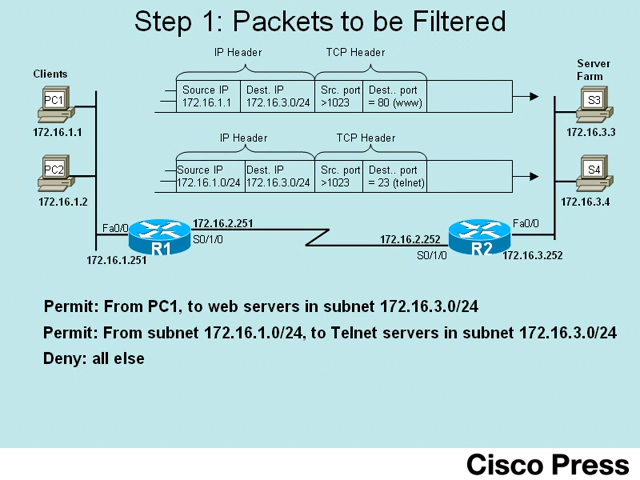 Step 1: Packets to be Filtered
IP Header TCP Header
Clients
Server
Farm
Source IP Dest. IP Src. port Dest.. port
172.16.1.1 172.16.3.0/24 >1023 = 80 (www)
PC1
S3
172.16.1.1
172.16.3.3
IP Header TCP Header
Source IP Dest. IP Src. port Dest.. port
172.16.1.0/24 172.16.3.0/24 >1023 = 23 (telnet)
PC2
S4
172.16.1.2
172.16.3.4
Fa0/0
172.16.2.251
R1
S0/1/0
172.16.1.251
172.16.2.252
Fa0/0
R2
S0/1/0
172.16.3.252
Permit: From PC1, to web servers in subnet 172.16.3.0/24
Permit: From subnet 172.16.1.0/24, to Telnet servers in subnet 172.16.3.0/24
Deny: all else
Cisco Press